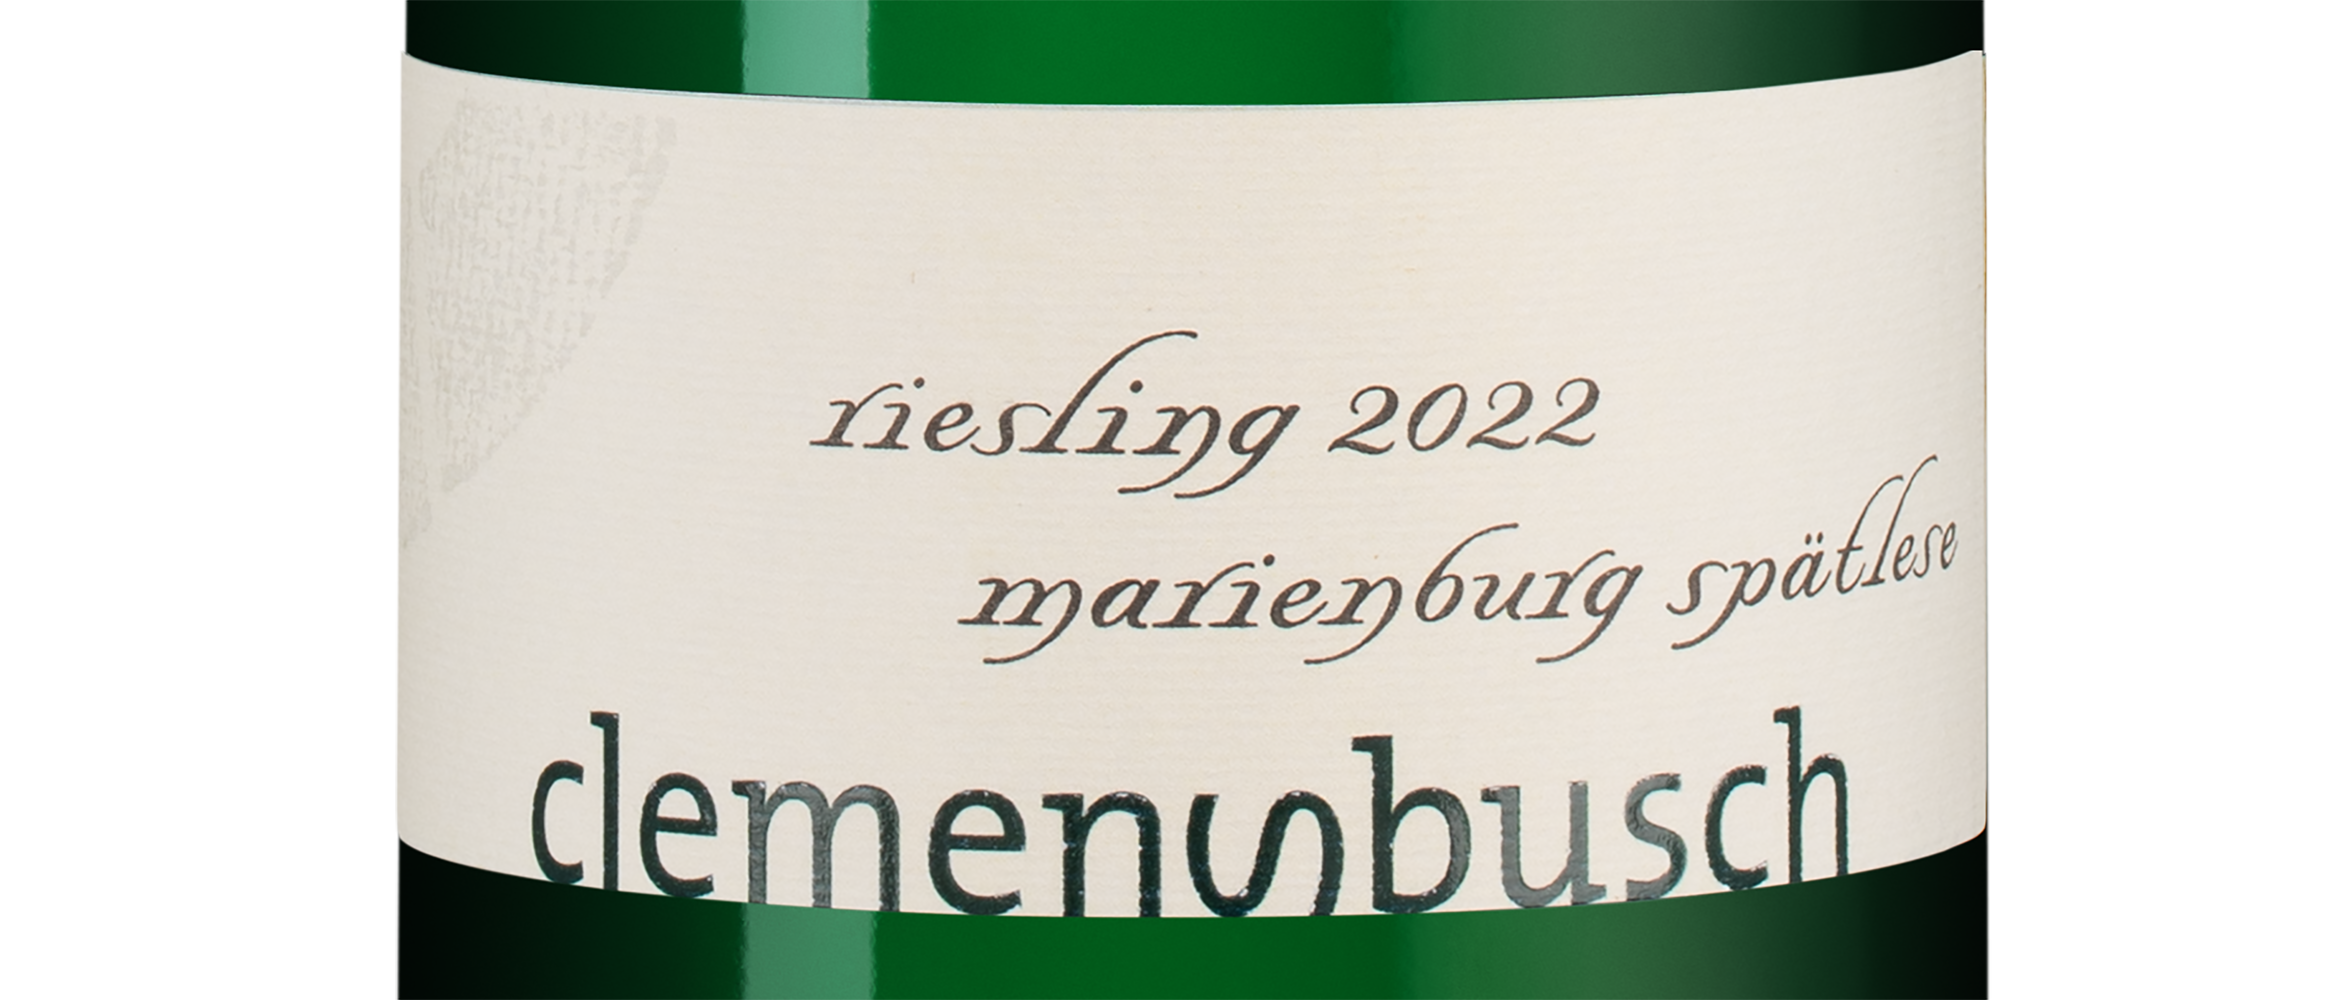 riesling 2022
marienburg spätlese
clemensbusch